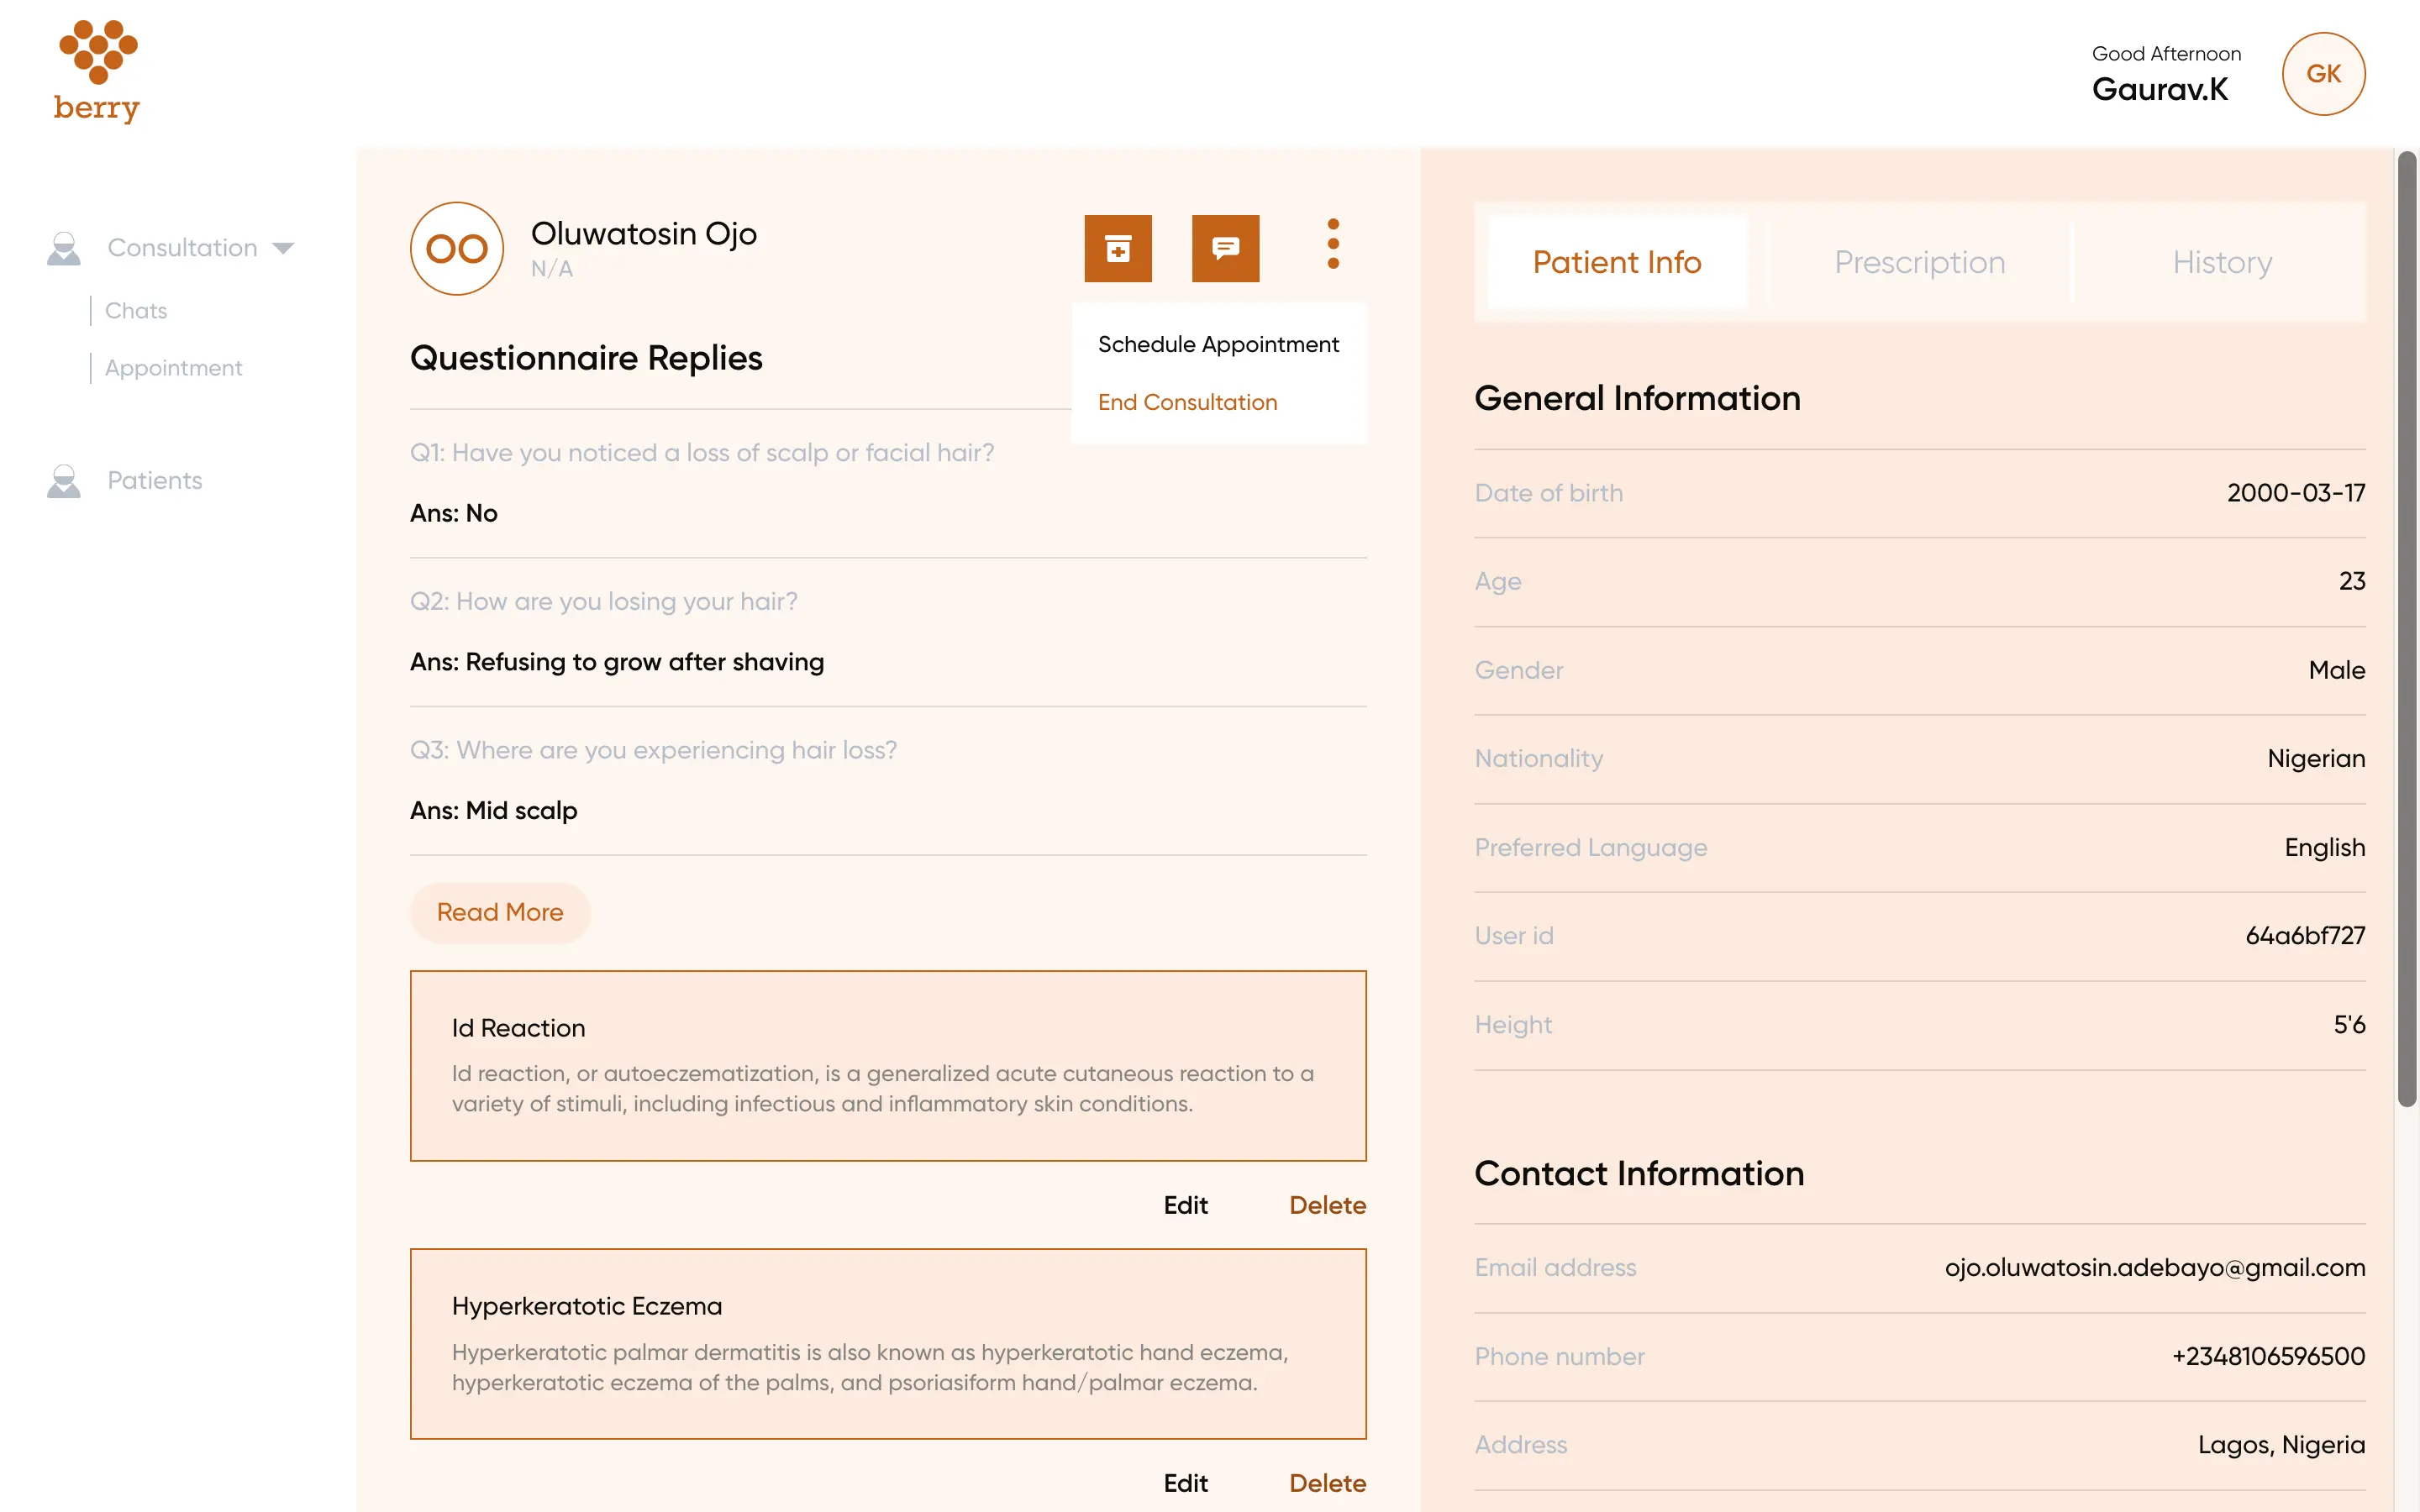 berry
Good Afternoon
Gaurav.K
GK
Consultation
Chats
Appointment
Patients
OO
Oluwatosin Ojo
N/A
Schedule Appointment
End Consultation
Questionnaire Replies
Q1: Have you noticed a loss of scalp or facial hair?
Ans: No
Q2: How are you losing your hair?
Ans: Refusing to grow after shaving
Q3: Where are you experiencing hair loss?
Ans: Mid scalp
Read More
Id Reaction
Id reaction, or autoeczematization, is a generalized acute cutaneous reaction to a
variety of stimuli, including infectious and inflammatory skin conditions.
Edit Delete
Hyperkeratotic Eczema
Hyperkeratotic palmar dermatitis is also known as hyperkeratotic hand eczema,
hyperkeratotic eczema of the palms, and psoriasiform hand/palmar eczema.
Edit Delete
Patient Info Prescription History
General Information
Date of birth 2000-03-17
Age 23
Gender Male
Nationality Nigerian
Preferred Language English
User id 64a6bf727
Height 5'6
Contact Information
Email address ojo.oluwatosin.adebayo@gmail.com
Phone number +2348106596500
Address Lagos, Nigeria